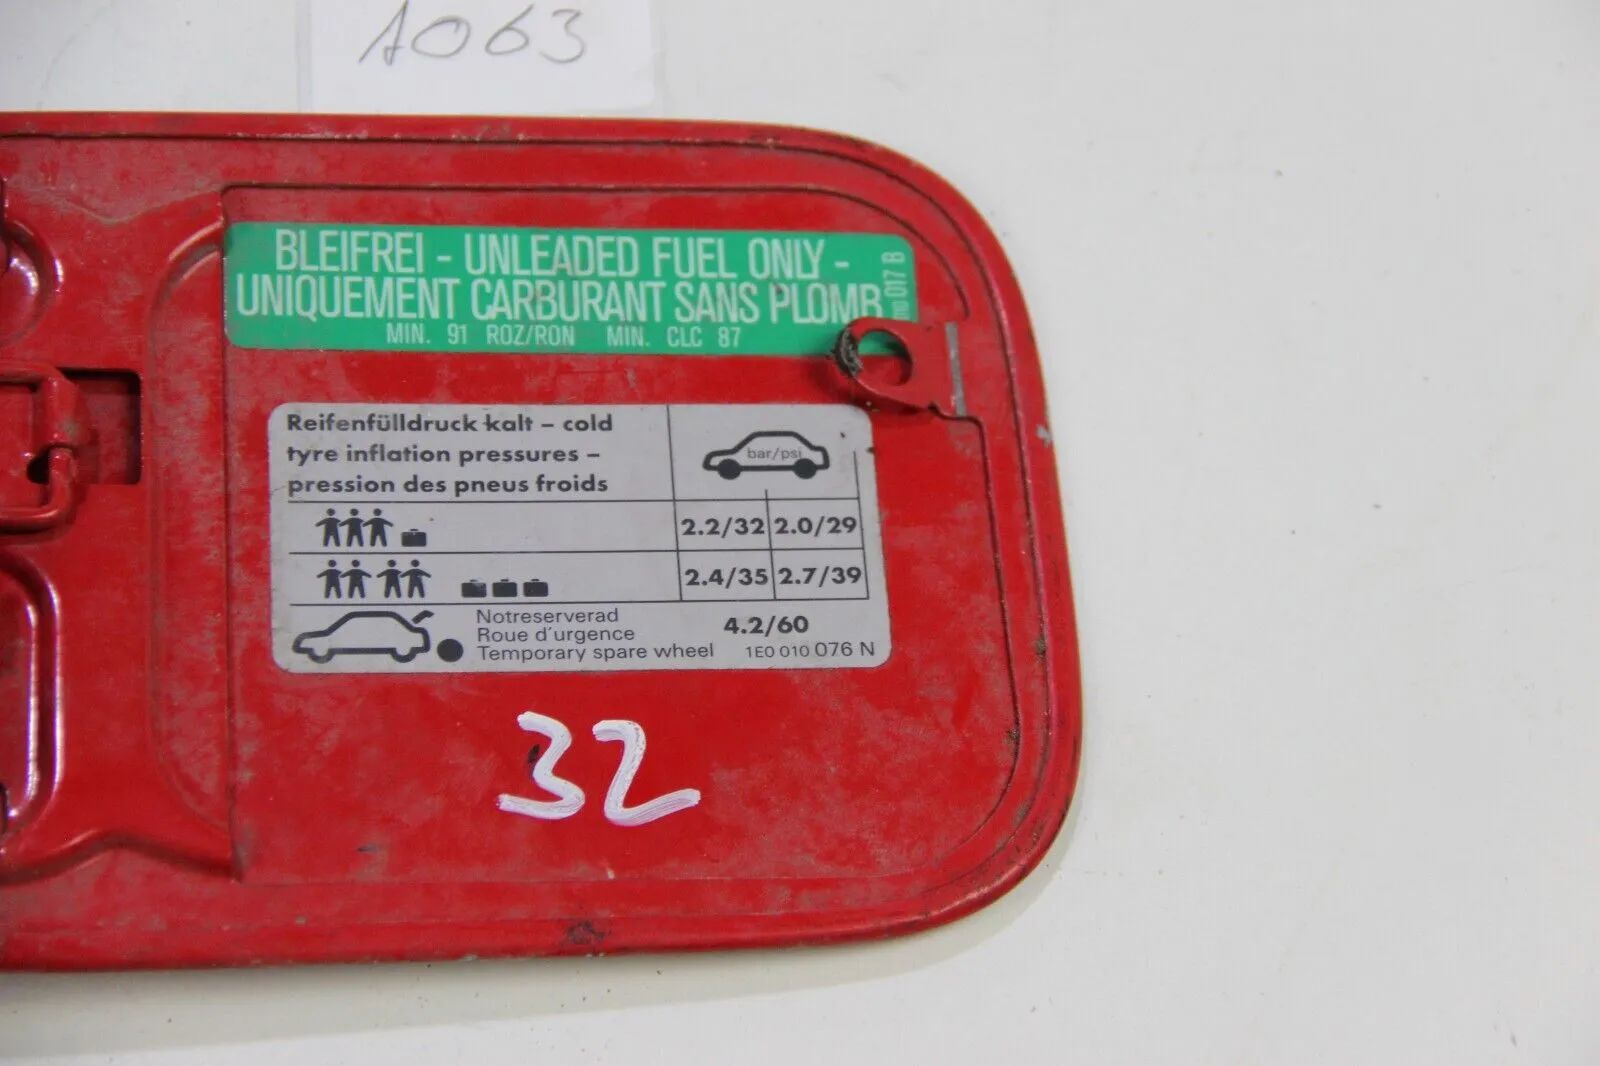 1063
BLEIFREI - UNLEADED FUEL ONLY -
UNIQUEMENT CARBURANT SANS PLOMB
MIN. 91 ROZ/RON MIN. CLC 87
017 B
Reifenfülldruck kalt – cold
tyre inflation pressures –
pression des pneus froids
bar/psi
2.2/32 2.0/29
2.4/35 2.7/39
Notreserverad
Roue d'urgence
Temporary spare wheel
4.2/60
1E0 010 076 N
32